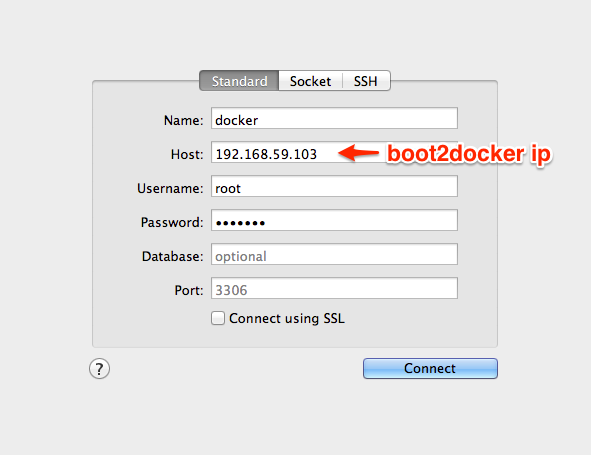 Standard Socket SSH
Name: docker
Host: 192.168.59.103 boot2docker ip
Username: root
Password: •••••••
Database: optional
Port: 3306
Connect using SSL
? Connect